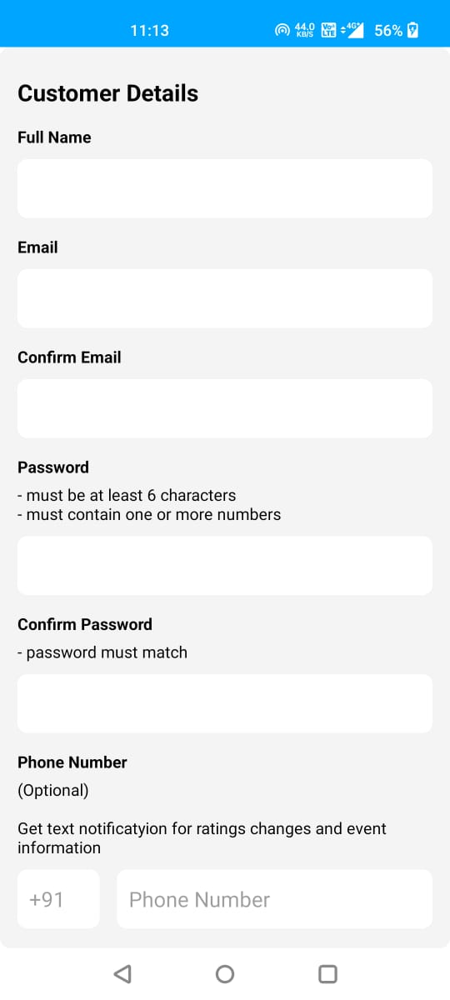 11:13 44.0 KB/S Vo LTE 4G+ 56%
Customer Details
Full Name
Email
Confirm Email
Password
- must be at least 6 characters
- must contain one or more numbers
Confirm Password
- password must match
Phone Number
(Optional)
Get text notificatyion for ratings changes and event
information
+91 Phone Number